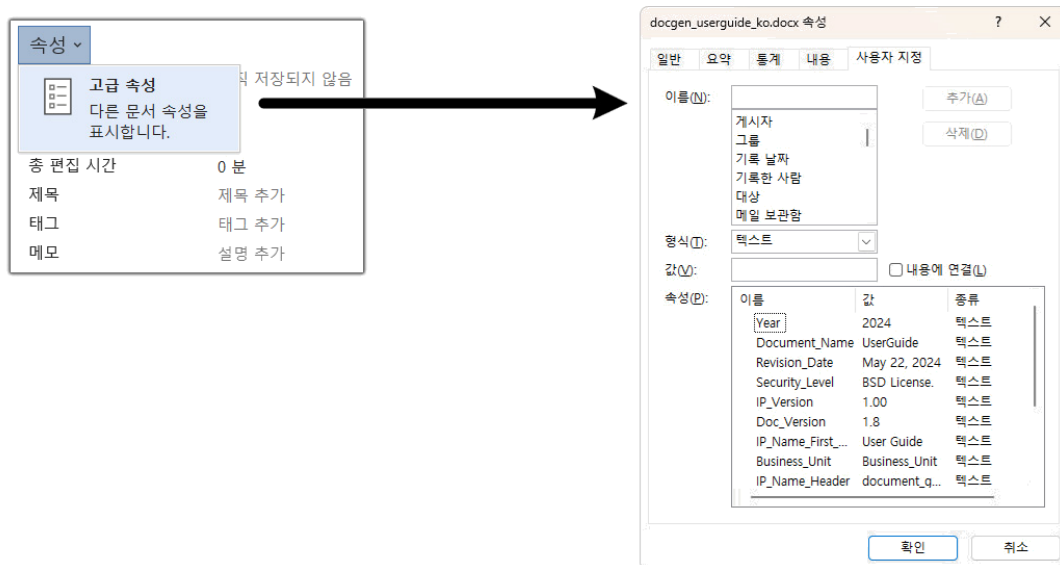 속성
고급 속성
다른 문서 속성을
표시합니다.
직 저장되지 않음
총 편집 시간 0 분
제목 제목 추가
태그 태그 추가
메모 설명 추가
docgen_userguide_ko.docx 속성 ? ×
일반 요약 통계 내용 사용자 지정
이름(N): 추가(A)
게시자
그룹 삭제(D)
기록 날짜
기록한 사람
대상
메일 보관함
형식(T): 텍스트
값(V): 내용에 연결(L)
속성(P): 이름 값 종류
Year 2024 텍스트
Document_Name UserGuide 텍스트
Revision_Date May 22, 2024 텍스트
Security_Level BSD License. 텍스트
IP_Version 1.00 텍스트
Doc_Version 1.8 텍스트
IP_Name_First_... User Guide 텍스트
Business_Unit Business_Unit 텍스트
IP_Name_Header document_q... 텍스트
확인 취소